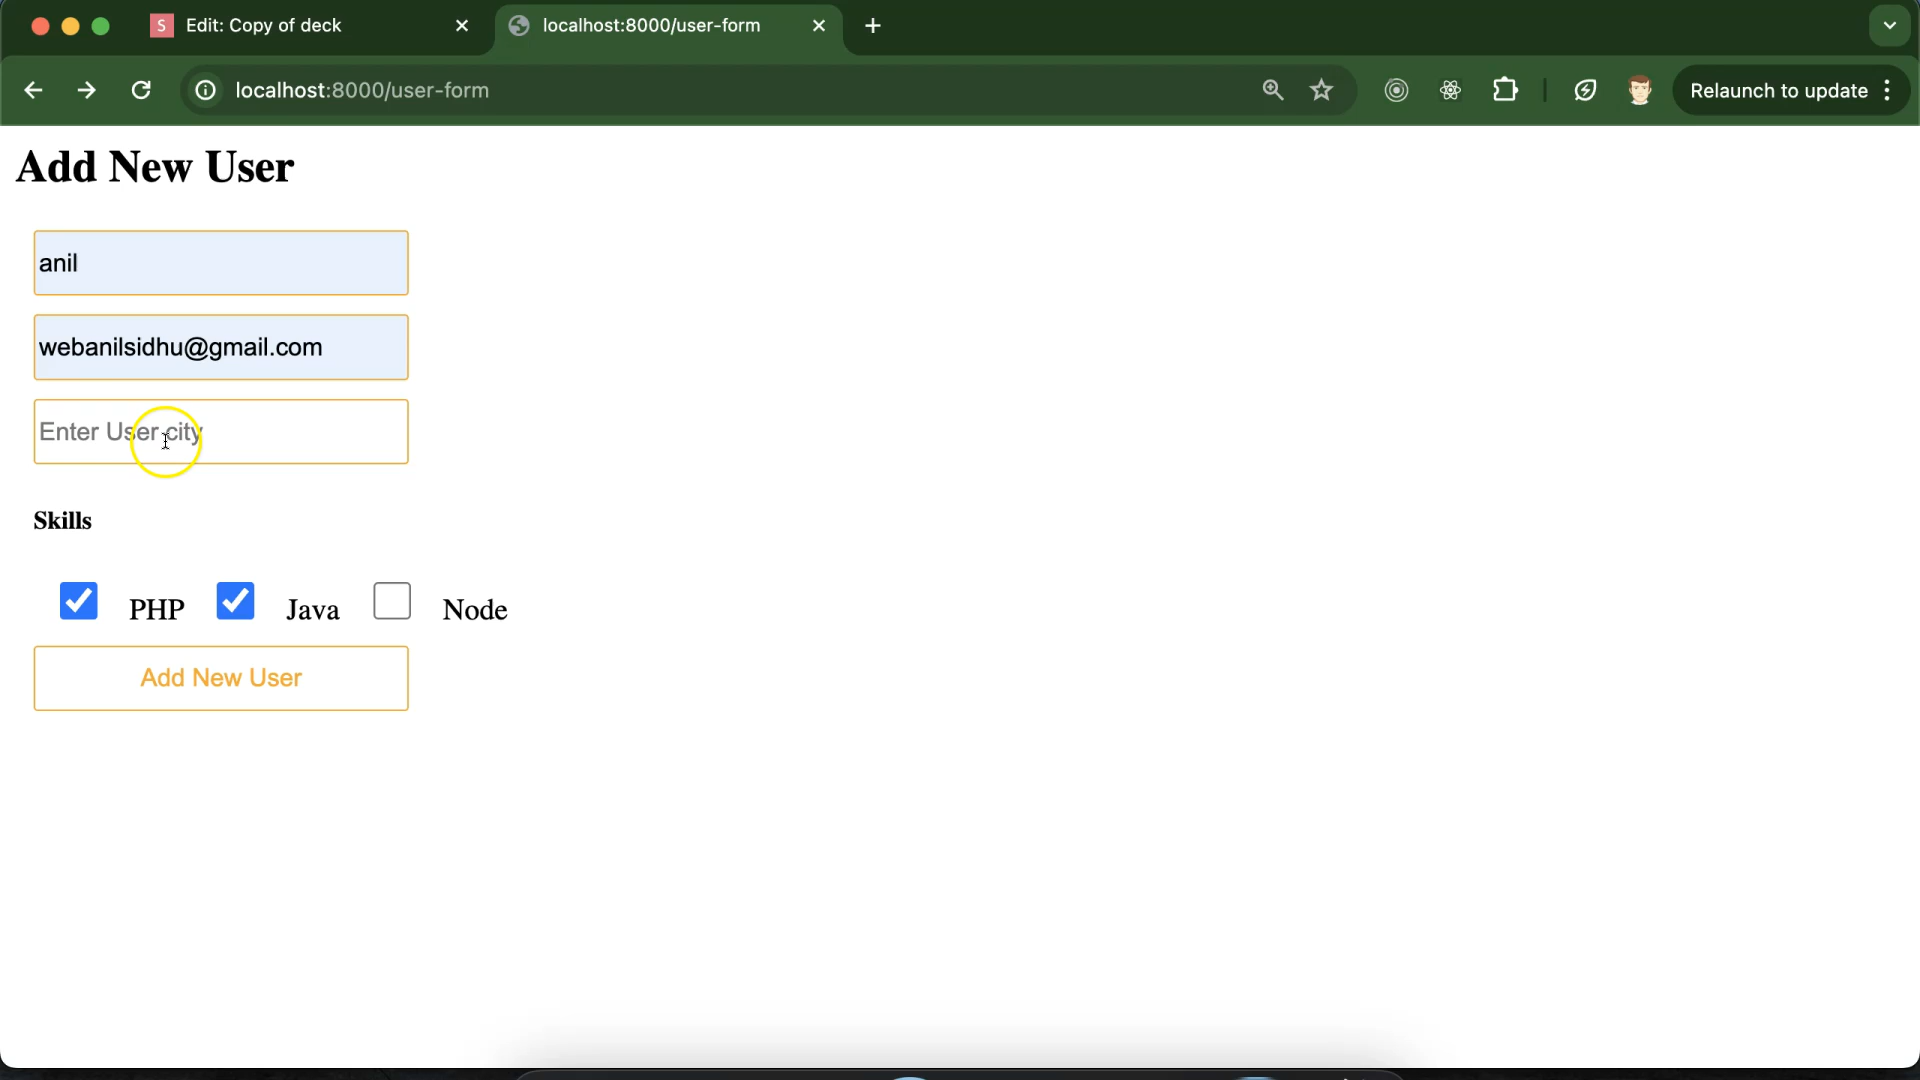 S Edit: Copy of deck
localhost:8000/user-form
localhost:8000/user-form
Relaunch to update
Add New User
anil
webanilsidhu@gmail.com
Enter User city
Skills
PHP Java Node
Add New User